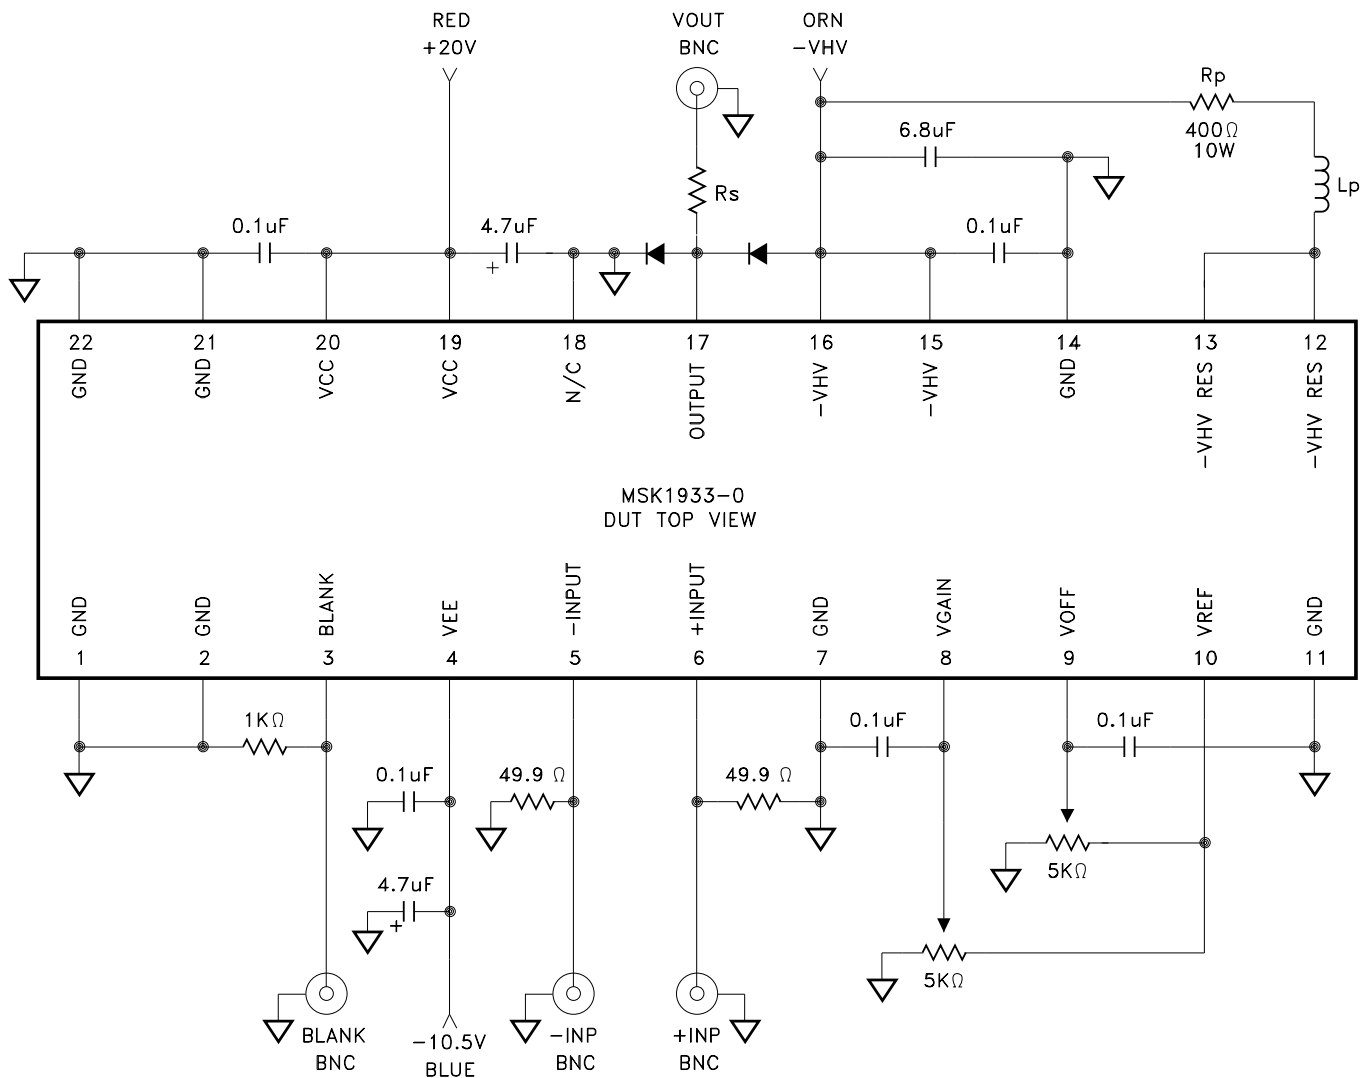 RED
+20V
VOUT
BNC
ORN
-VHV
Rp
400Ω
10W
6.8uF
Lp
Rs
0.1uF
4.7uF
+
0.1uF
22 21 20 19 18 17 16 15 14 13 12
GND GND VCC VCC N/C OUTPUT -VHV -VHV GND -VHV RES -VHV RES
MSK1933-0
DUT TOP VIEW
GND GND BLANK VEE -INPUT +INPUT GND VGAIN VOFF VREF GND
1 2 3 4 5 6 7 8 9 10 11
1KΩ
0.1uF
0.1uF
0.1uF
49.9 Ω
49.9 Ω
5KΩ
4.7uF
+
5KΩ
BLANK
BNC
-10.5V
BLUE
-INP
BNC
+INP
BNC